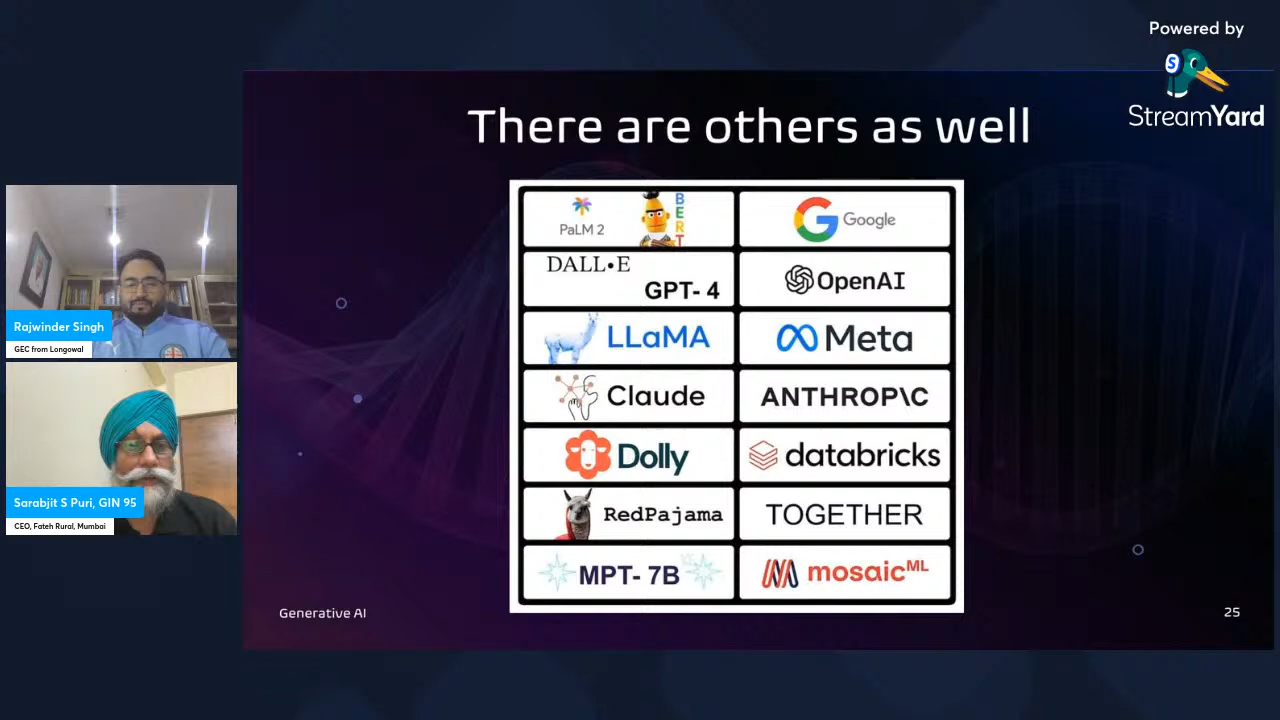 Powered by
StreamYard
There are others as well
PaLM 2
BERT
Google
DALL•E
GPT- 4
OpenAI
LLaMA
Meta
Claude
ANTHROP\C
Dolly
databricks
RedPajama
TOGETHER
MPT- 7B
mosaicML
Rajwinder Singh
GEC from Longowal
Sarabjit S Puri, GIN 95
CEO, Fateh Rural, Mumbai
Generative AI
25